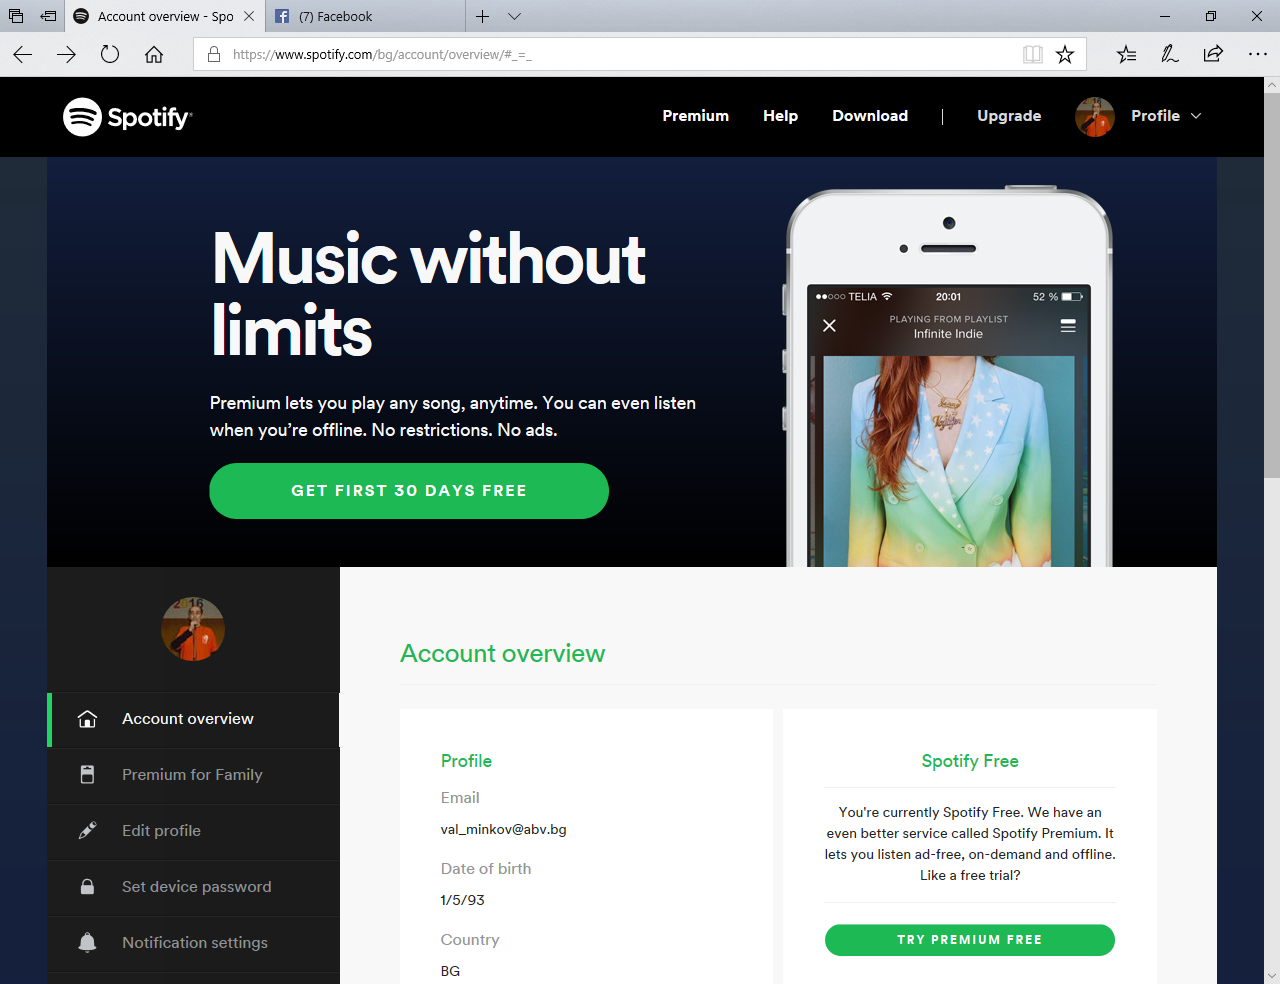 Account overview - Spo
(7) Facebook
https://www.spotify.com/bg/account/overview/#_=_
Spotify
Premium
Help
Download
Upgrade
Profile
Music without
limits
Premium lets you play any song, anytime. You can even listen
when you’re offline. No restrictions. No ads.
GET FIRST 30 DAYS FREE
TELIA
20:01
52 %
PLAYING FROM PLAYLIST
Infinite Indie
2016
Account overview
Premium for Family
Edit profile
Set device password
Notification settings
Account overview
Profile
Email
val_minkov@abv.bg
Date of birth
1/5/93
Country
BG
Spotify Free
You're currently Spotify Free. We have an
even better service called Spotify Premium. It
lets you listen ad-free, on-demand and offline.
Like a free trial?
TRY PREMIUM FREE